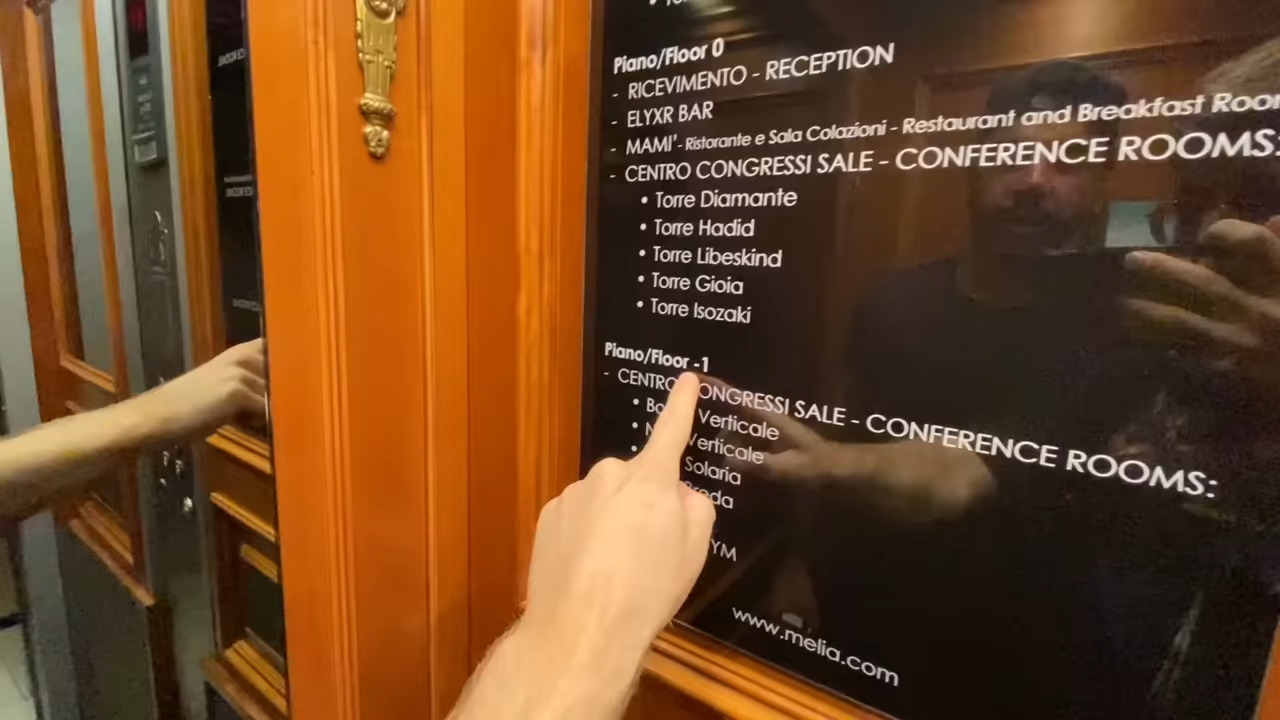 Piano/Floor 0
- RICEVIMENTO - RECEPTION
- ELYXR BAR
- MAMI' - Ristorante e Sala Colazioni - Restaurant and Breakfast
- CENTRO CONGRESSI SALE - CONFERENCE ROOMS:
• Torre Diamante
• Torre Hadid
• Torre Libeskind
• Torre Gioia
• Torre Isozaki
Piano/Floor -1
- CENTRO CONGRESSI SALE - CONFERENCE ROOMS:
• Verticale
• Verticale
• Solaria
www.melia.com